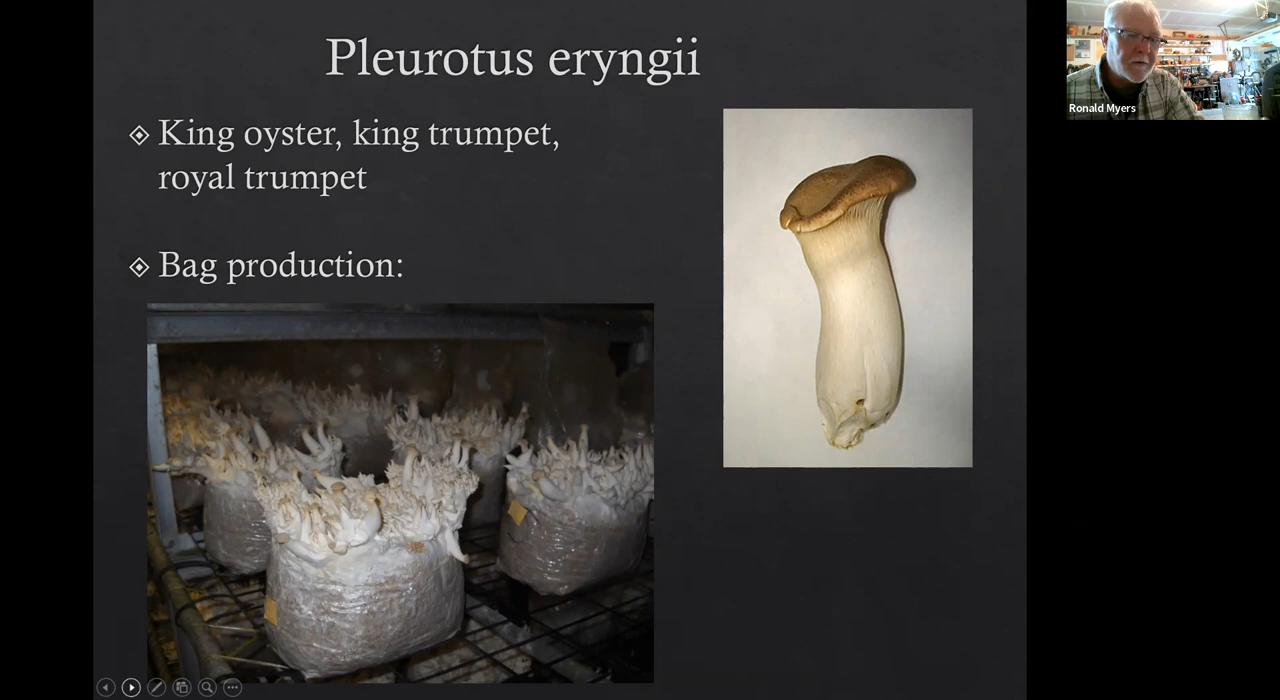 Pleurotus eryngii
King oyster, king trumpet,
royal trumpet
Bag production:
Ronald Myers